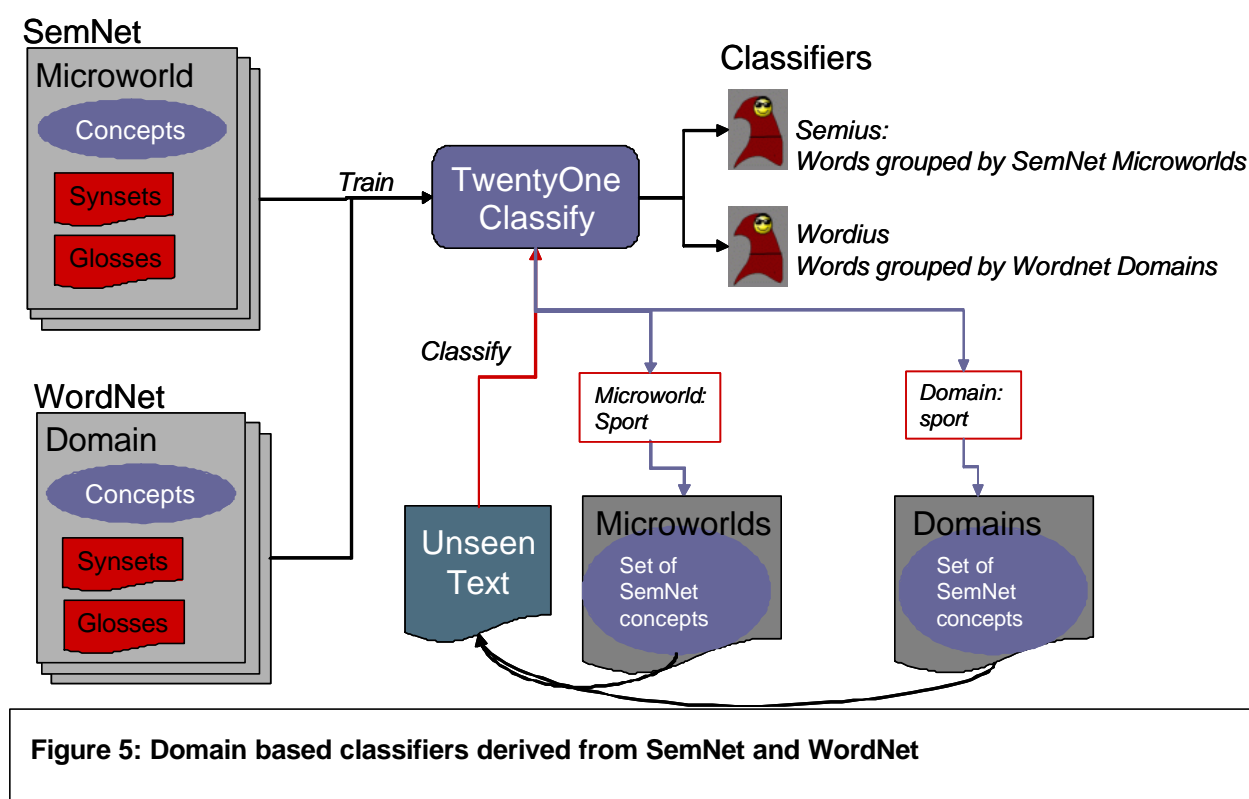 SemNet
Microworld
Concepts
Synsets
Glosses
WordNet
Domain
Concepts
Synsets
Glosses
Train
TwentyOne
Classify
Classifiers
Semius:
Words grouped by SemNet Microworlds
Wordius
Words grouped by Wordnet Domains
Classify
Microworld:
Sport
Domain:
sport
Unseen
Text
Microworlds
Set of
SemNet
concepts
Domains
Set of
SemNet
concepts
Figure 5: Domain based classifiers derived from SemNet and WordNet